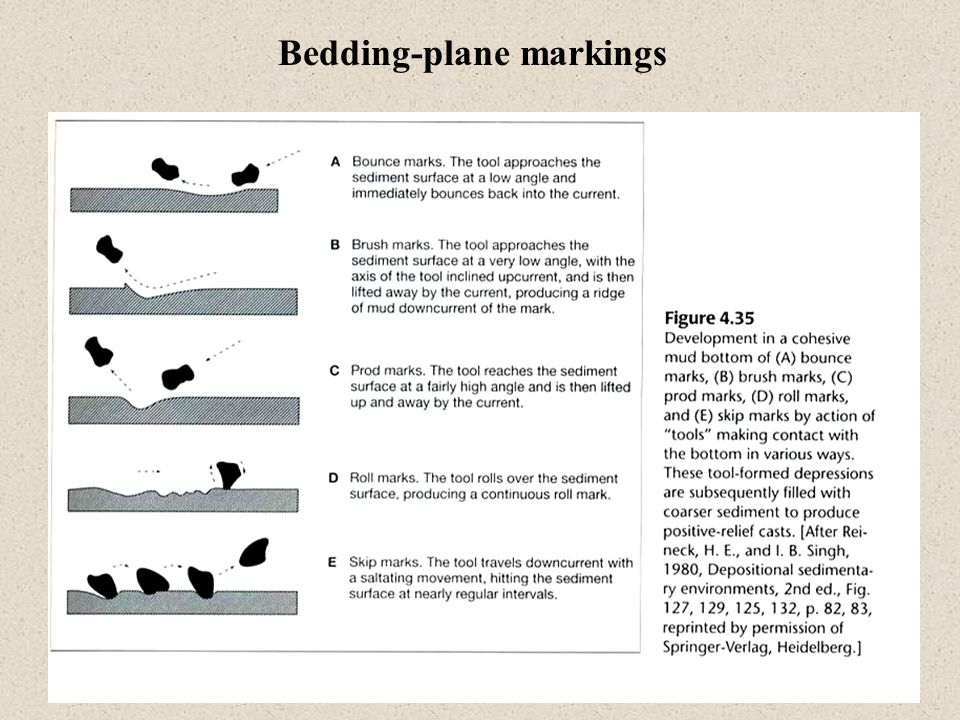 Bedding-plane markings
A Bounce marks. The tool approaches the
sediment surface at a low angle and
immediately bounces back into the current.
B Brush marks. The tool approaches the
sediment surface at a very low angle, with the
axis of the tool inclined upcurrent, and is then
lifted away by the current, producing a ridge
of mud downcurrent of the mark.
C Prod marks. The tool reaches the sediment
surface at a fairly high angle and is then lifted
up and away by the current.
D Roll marks. The tool rolls over the sediment
surface, producing a continuous roll mark.
E Skip marks. The tool travels downcurrent with
a saltating movement, hitting the sediment
surface at nearly regular intervals.
Figure 4.35
Development in a cohesive
mud bottom of (A) bounce
marks, (B) brush marks, (C)
prod marks, (D) roll marks,
and (E) skip marks by action of
“tools” making contact with
the bottom in various ways.
These tool-formed depressions
are subsequently filled with
coarser sediment to produce
positive-relief casts. [After Rei-
neck, H. E., and I. B. Singh,
1980, Depositional sedimenta-
ry environments, 2nd ed., Fig.
127, 129, 125, 132, p. 82, 83,
reprinted by permission of
Springer-Verlag, Heidelberg.]